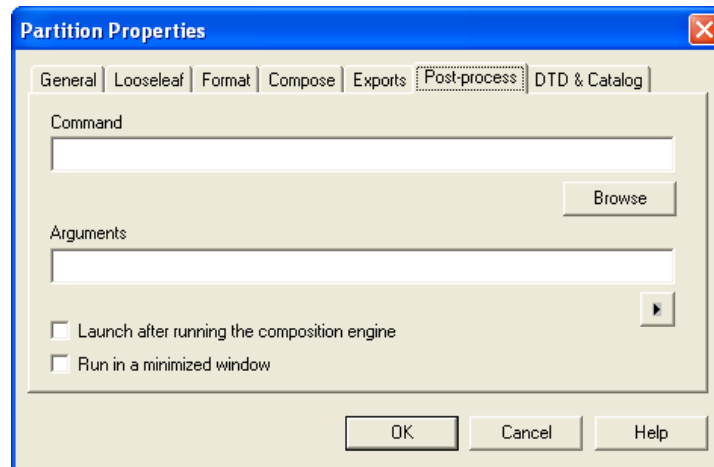 Partition Properties
General Looseleaf Format Compose Exports Post-process DTD & Catalog
Command
Browse
Arguments
Launch after running the composition engine
Run in a minimized window
OK Cancel Help